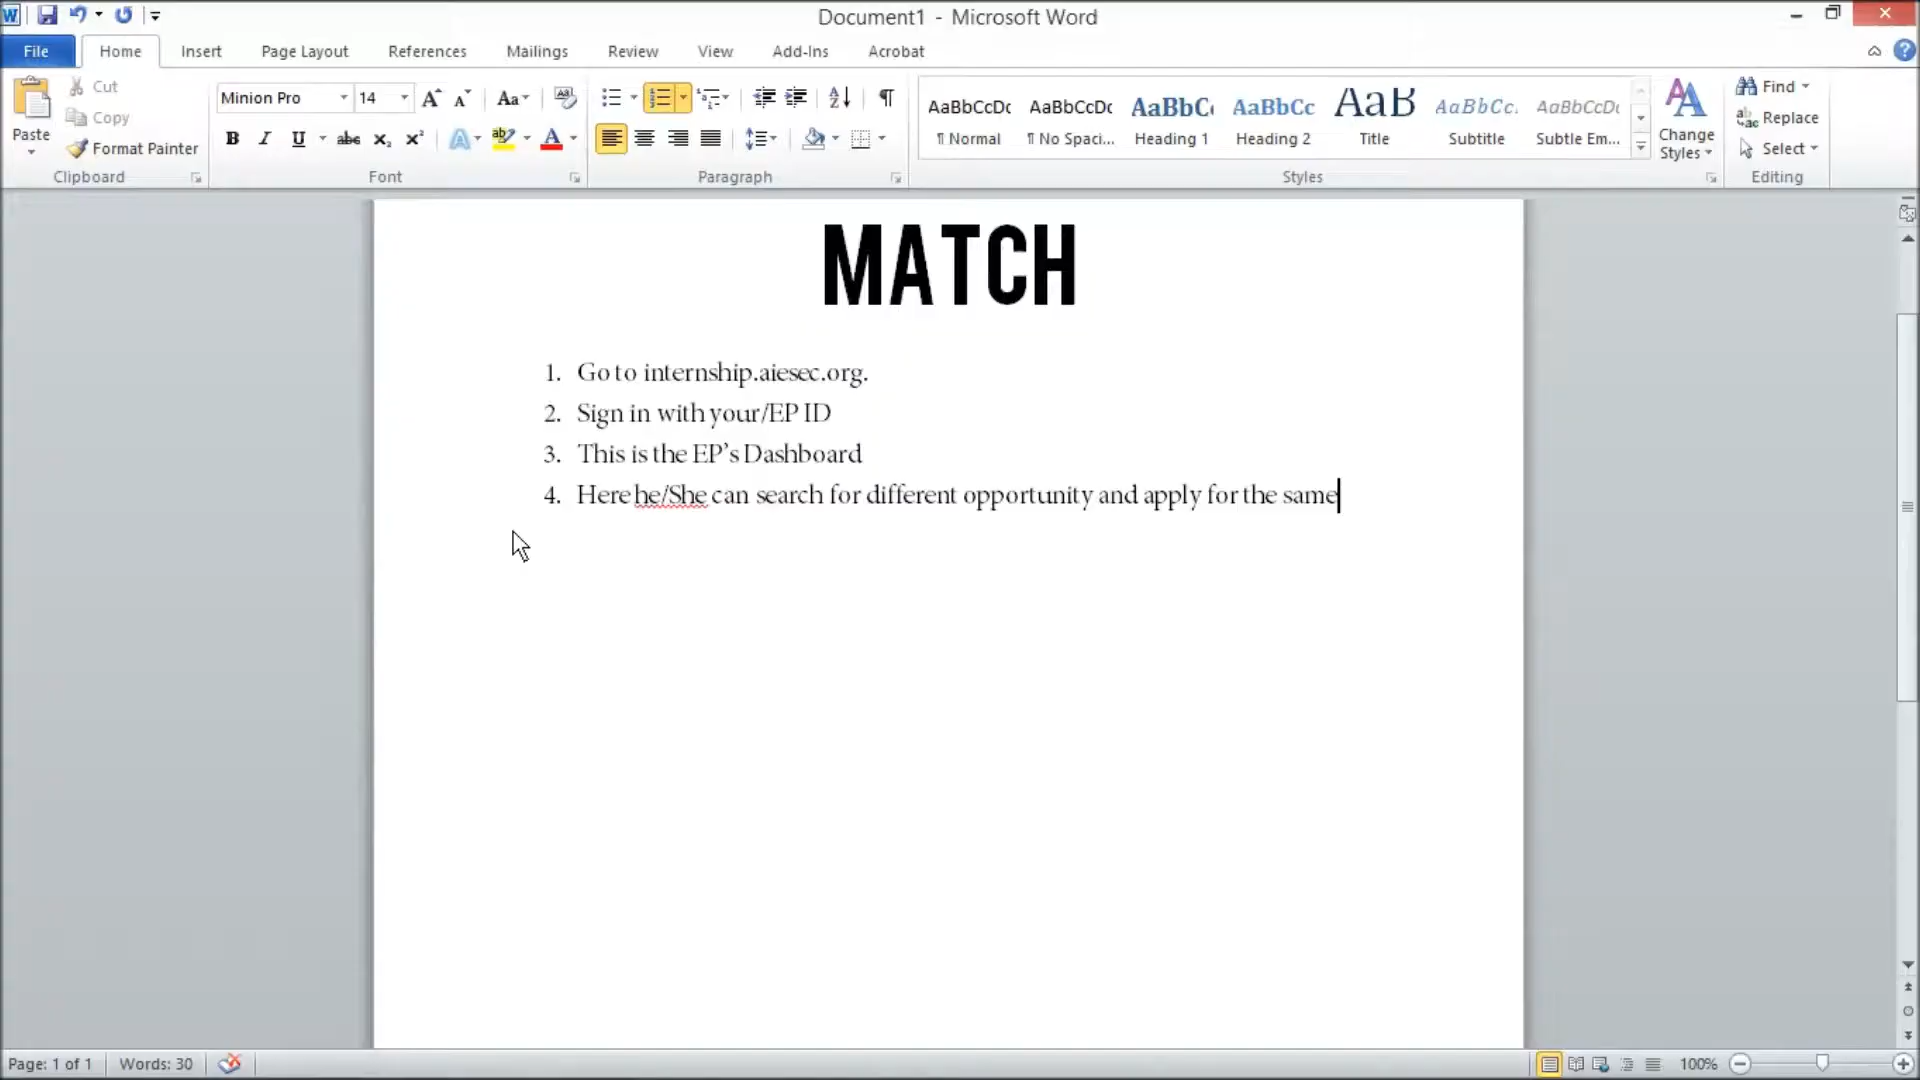 Document1 - Microsoft Word
File Home Insert Page Layout References Mailings Review View Add-Ins Acrobat
Paste
Cut
Copy
Format Painter
Clipboard
Minion Pro 14
Font
Paragraph
AaBbCcDc AaBbCcDc AaBbC AaBbCc AaB AaBbCc. AaBbCcDc
¶ Normal ¶ No Spaci... Heading 1 Heading 2 Title Subtitle Subtle Em...
Styles
Change Styles
Find
Replace
Select
Editing
MATCH
1. Go to internship.aiesec.org.
2. Sign in with your/EP ID
3. This is the EP’s Dashboard
4. Here he/She can search for different opportunity and apply for the same
Page: 1 of 1 Words: 30 100%